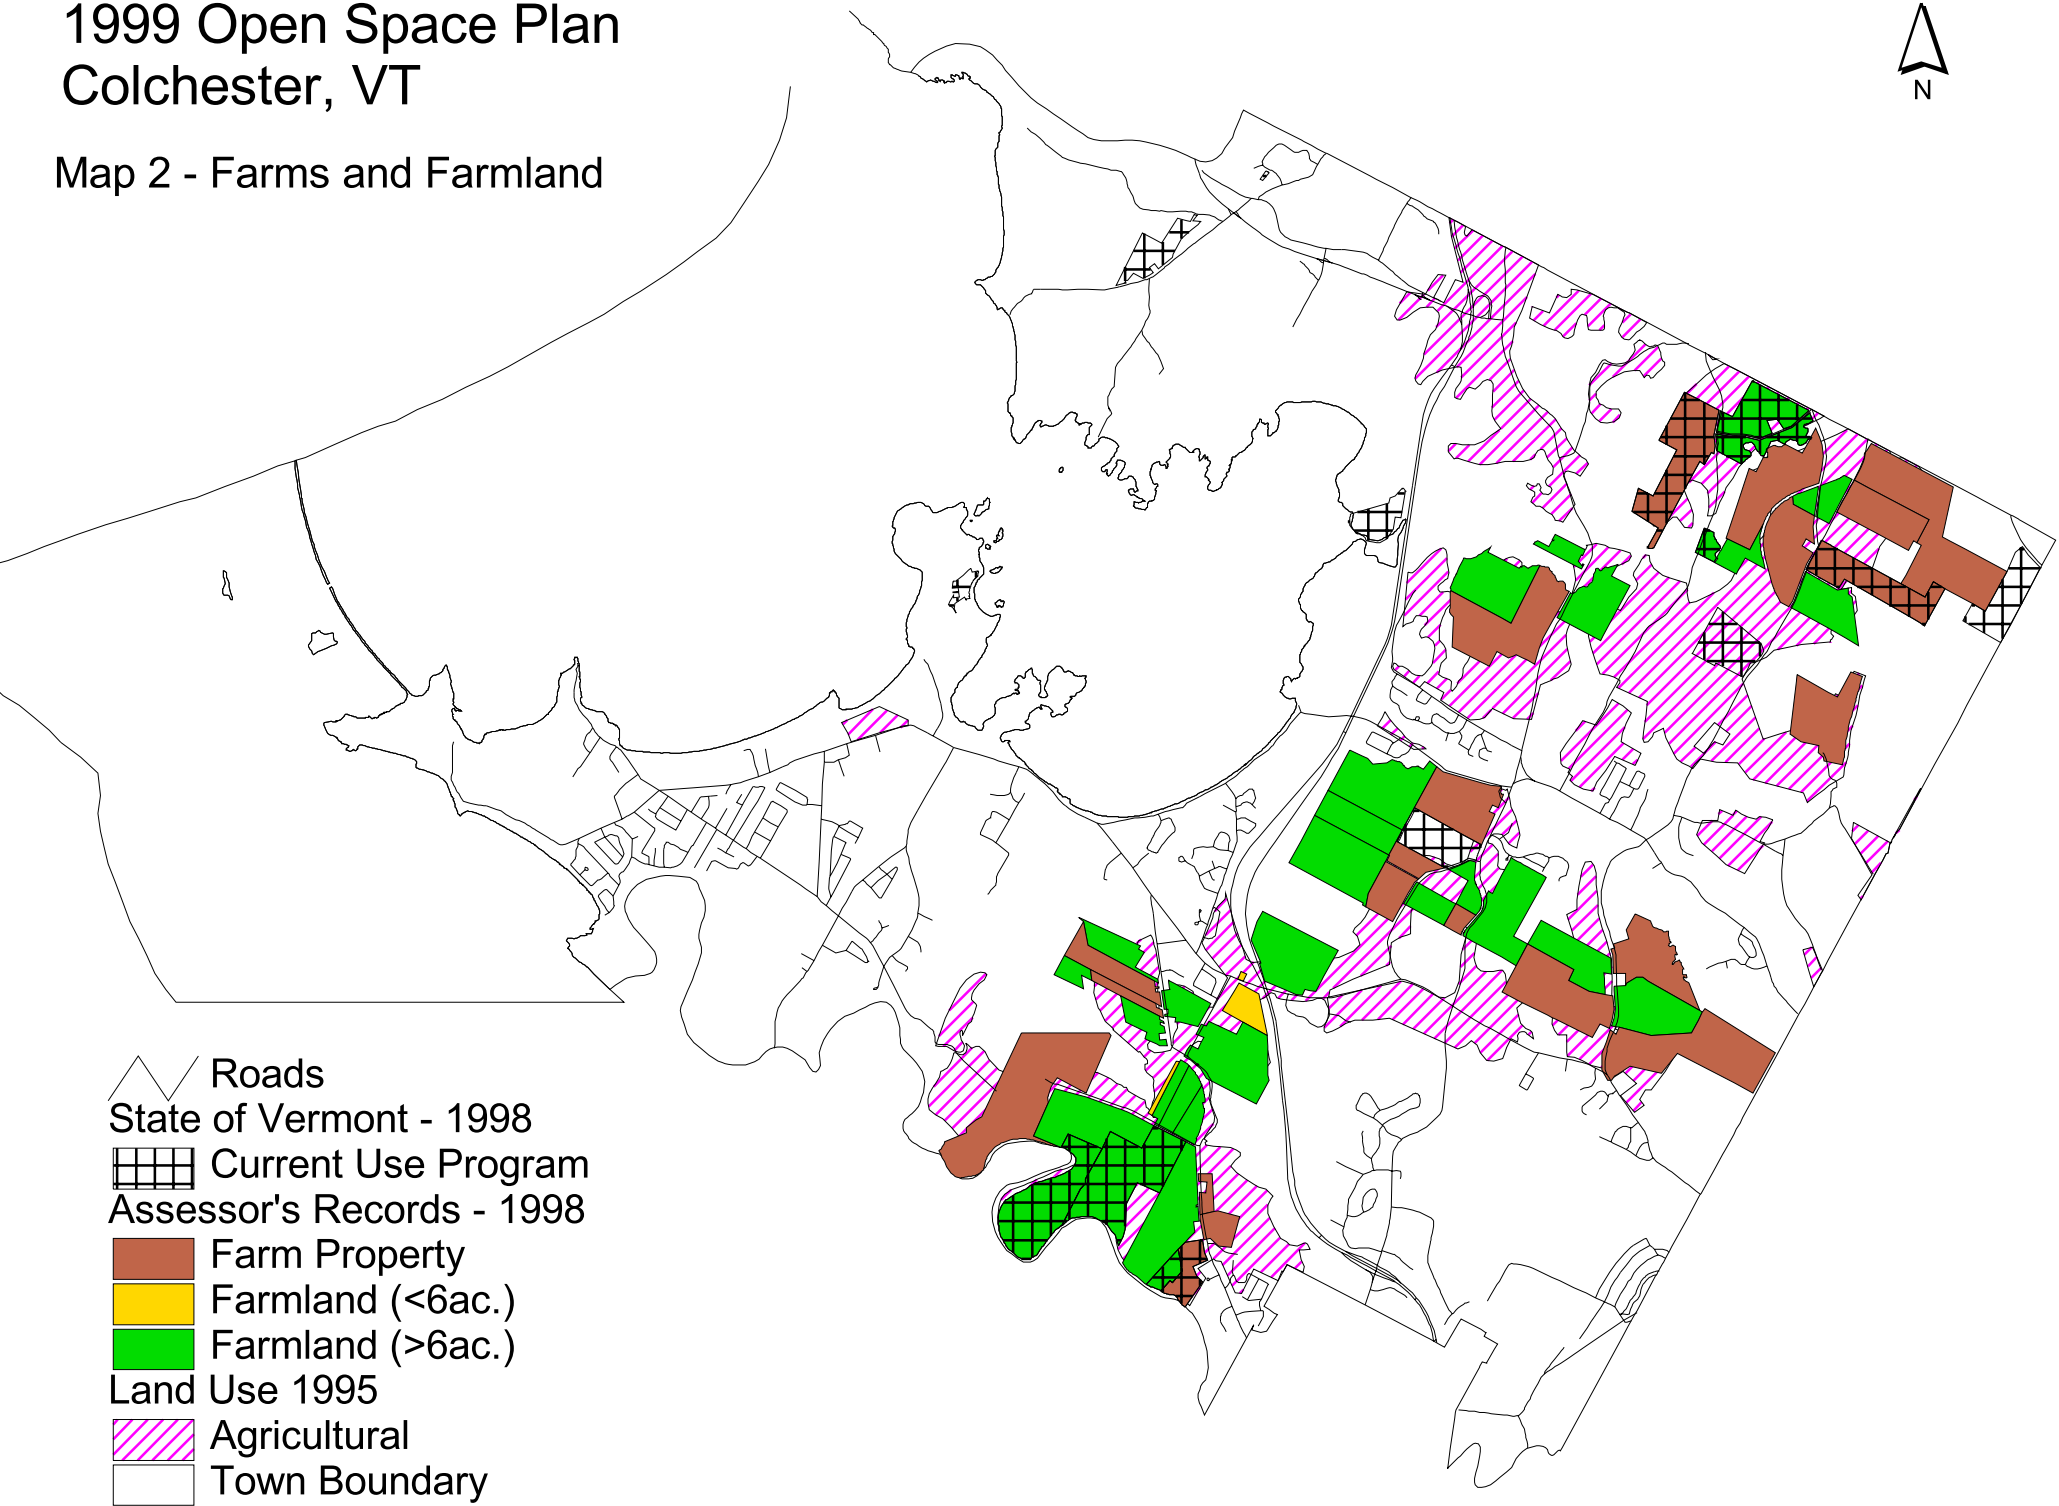 1999 Open Space Plan
Colchester, VT
N
Map 2 - Farms and Farmland
Roads
State of Vermont - 1998
Current Use Program
Assessor's Records - 1998
Farm Property
Farmland (<6ac.)
Farmland (>6ac.)
Land Use 1995
Agricultural
Town Boundary